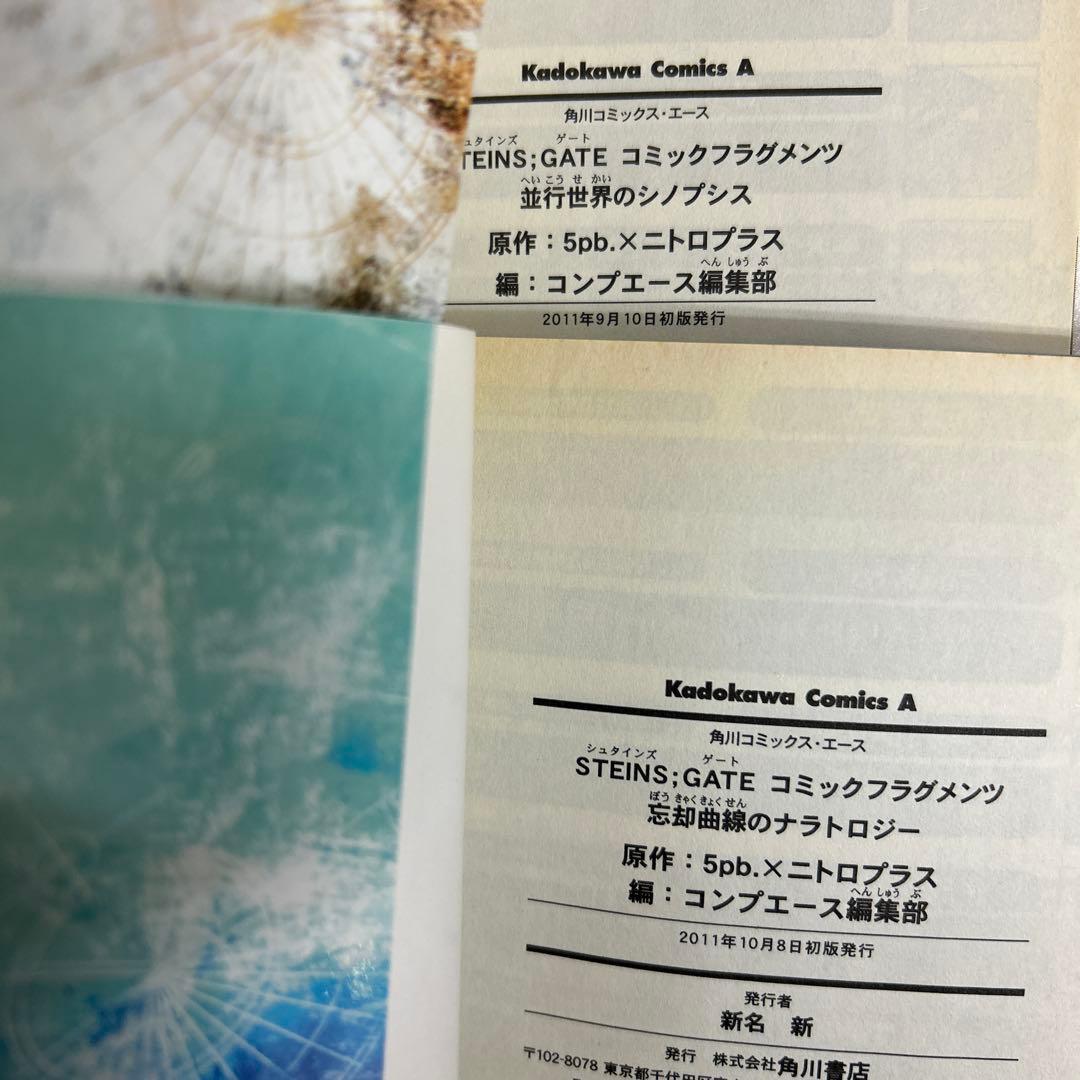 Kadokawa Comics A
角川コミックス・エース
ュタインズ ゲート
TEINS;GATE コミックフラグメンツ
へいこうせかい
並行世界のシノプシス
原作：5pb.×ニトロプラス
へんしゅうぶ
編：コンプエース編集部
2011年9月10日初版発行
Kadokawa Comics A
角川コミックス・エース
シュタインズ ゲート
STEINS;GATE コミックフラグメンツ
ぼうきゃくきょくせん
忘却曲線のナラトロジー
原作：5pb.×ニトロプラス
へんしゅうぶ
編：コンプエース編集部
2011年10月8日初版発行
発行者
新名 新
発行 株式会社角川書店
〒102-8078 東京都千代田区